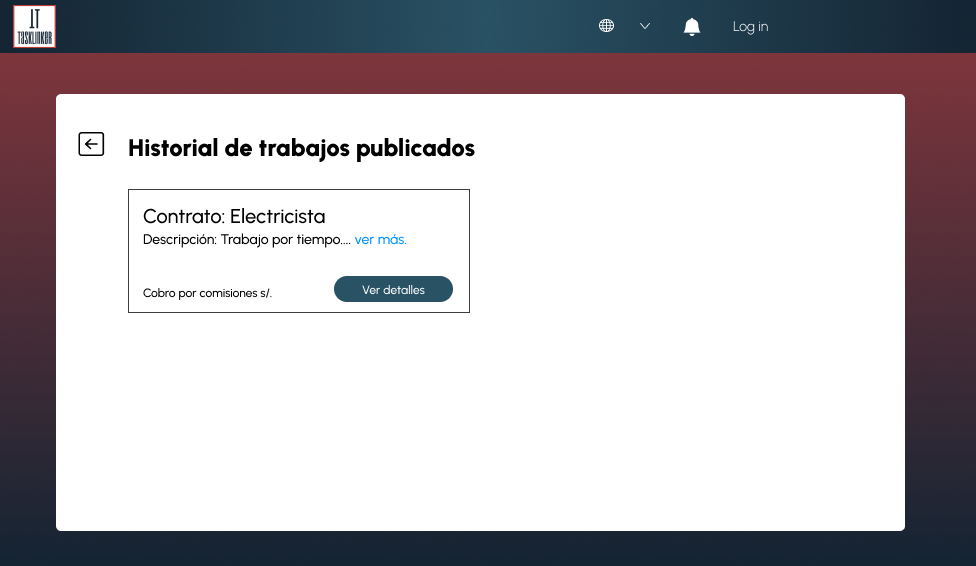 IT
TASKLINKER
Log in
Historial de trabajos publicados
Contrato: Electricista
Descripción: Trabajo por tiempo.... ver más.
Cobro por comisiones s/.
Ver detalles